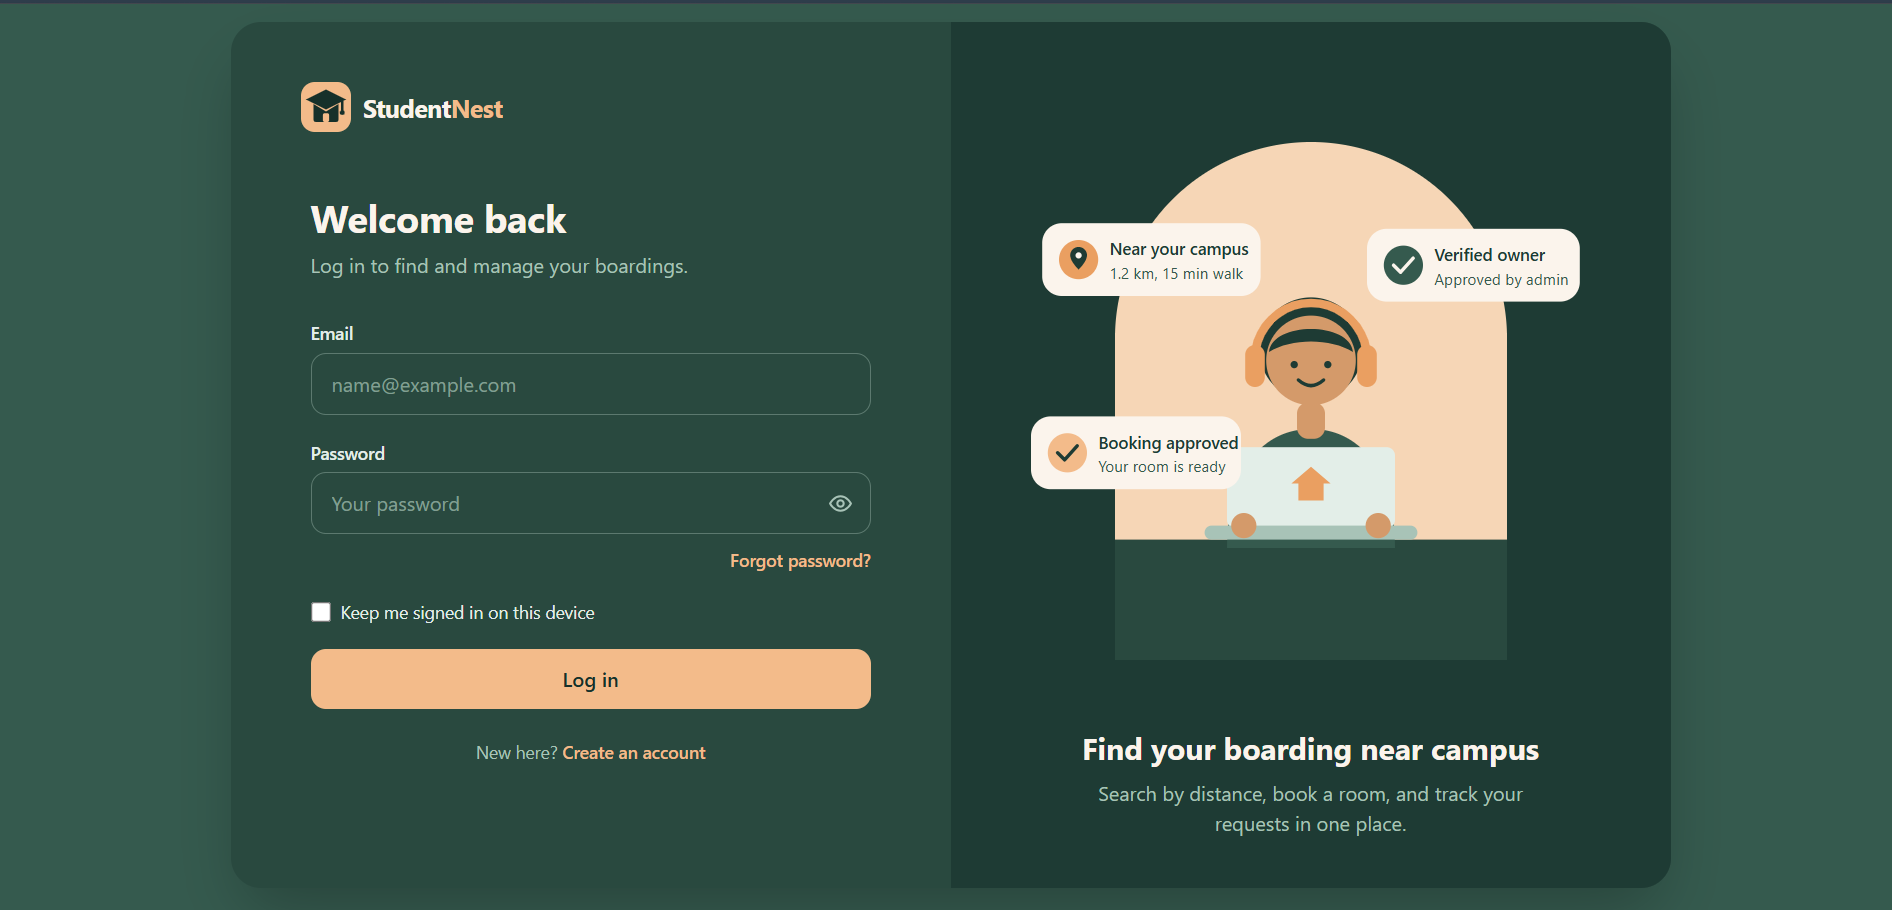 StudentNest
Welcome back
Log in to find and manage your boardings.
Email
name@example.com
Password
Your password
Forgot password?
Keep me signed in on this device
Log in
New here? Create an account
Near your campus
1.2 km, 15 min walk
Verified owner
Approved by admin
Booking approved
Your room is ready
Find your boarding near campus
Search by distance, book a room, and track your
requests in one place.